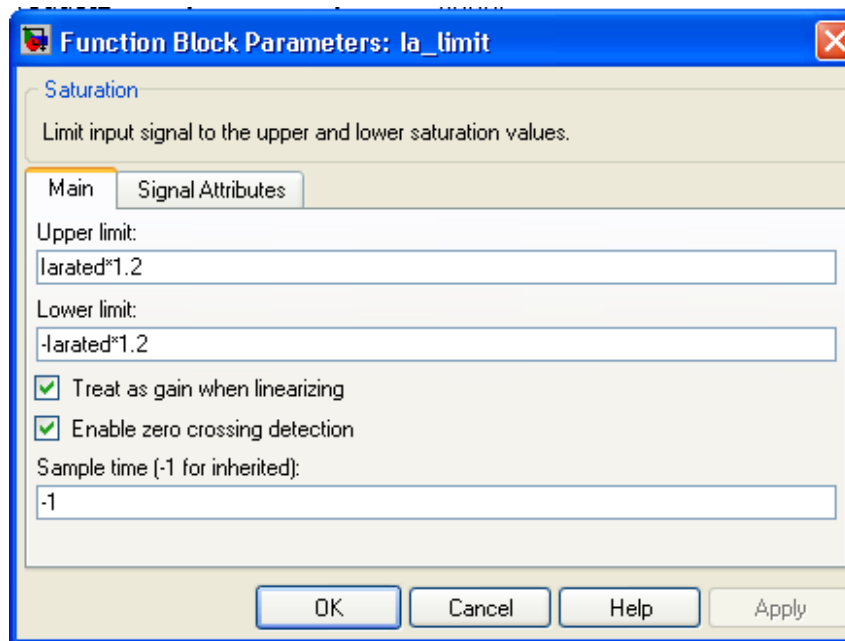 Function Block Parameters: Ia_limit
Saturation
Limit input signal to the upper and lower saturation values.
Main
Signal Attributes
Upper limit:
Iarated*1.2
Lower limit:
-Iarated*1.2
Treat as gain when linearizing
Enable zero crossing detection
Sample time (-1 for inherited):
-1
OK
Cancel
Help
Apply